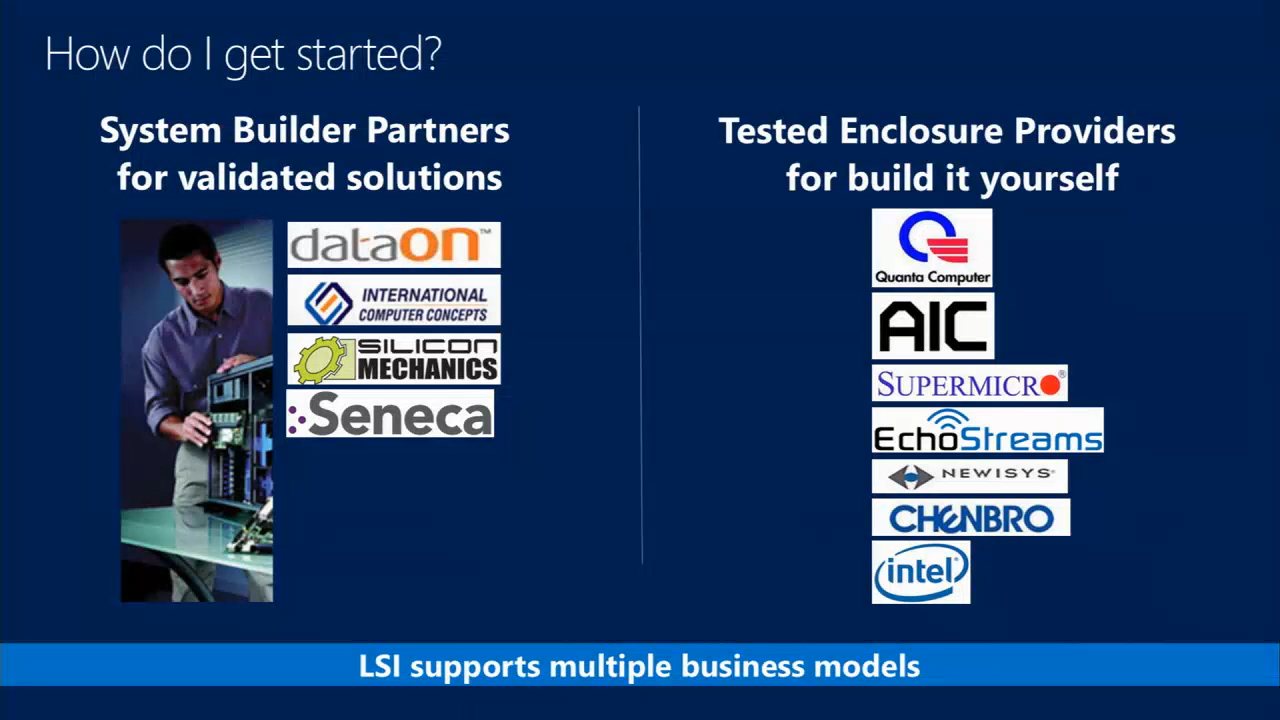 How do I get started?
System Builder Partners
for validated solutions
dataON™
INTERNATIONAL
COMPUTER CONCEPTS
SILICON
MECHANICS
Seneca
Tested Enclosure Providers
for build it yourself
Quanta Computer
AIC
SUPERMICRO®
EchoStreams
NEWISYS®
CHENBRO
intel®
LSI supports multiple business models